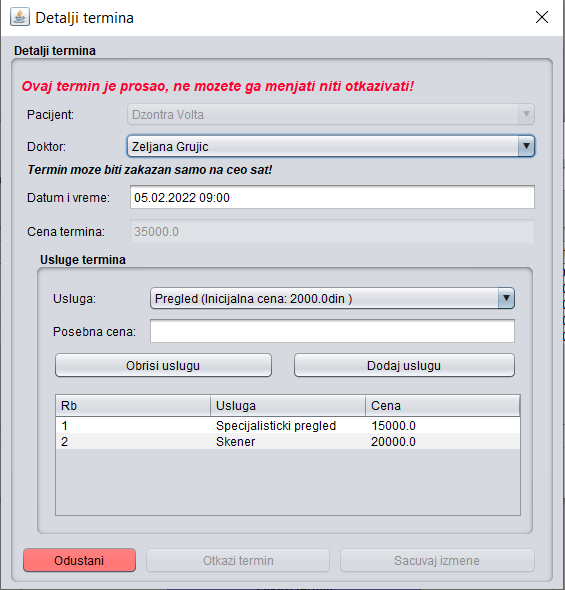 Detalji termina
Detalji termina
Ovaj termin je prosao, ne mozete ga menjati niti otkazivati!
Pacijent: Dzontra Volta
Doktor: Zeljana Grujic
Termin moze biti zakazan samo na ceo sat!
Datum i vreme: 05.02.2022 09:00
Cena termina: 35000.0
Usluge termina
Usluga: Pregled (Inicijalna cena: 2000.0din )
Posebna cena:
Obrisi uslugu Dodaj uslugu
Rb Usluga Cena
1 Specijalisticki pregled 15000.0
2 Skener 20000.0
Odustani Otkazi termin Sacuvaj izmene